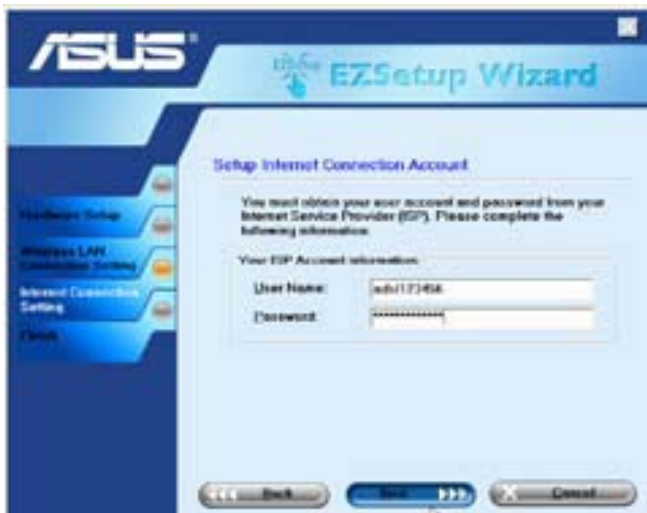 ASUS
EZSetup Wizard
Setup Internet Connection Account
You must obtain your user account and password from your
Internet Service Provider (ISP). Please complete the
following information.
Hardware Setup
Wireless LAN
Connection Setting
Internet Connection
Setting
Finish
Your ISP Account information:
User Name: adsl123456
Password: *************
Back
Next
Cancel